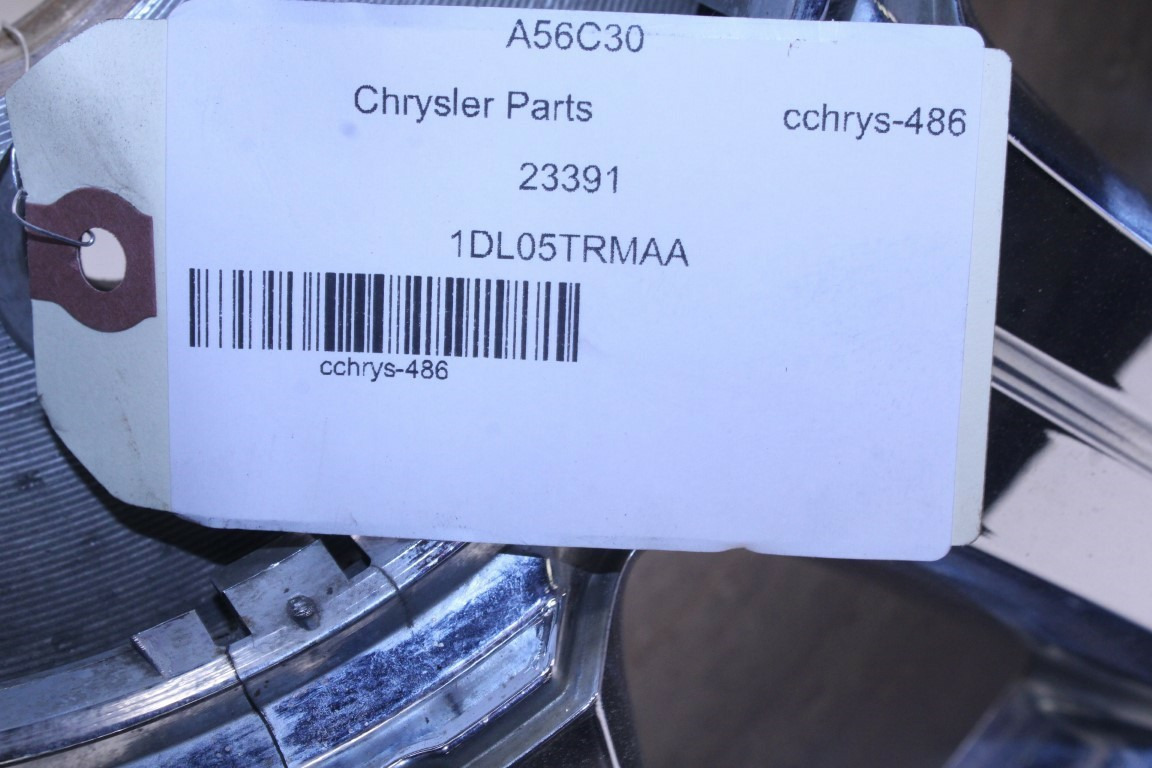 A56C30
Chrysler Parts cchrys-486
23391
1DL05TRMAA
cchrys-486